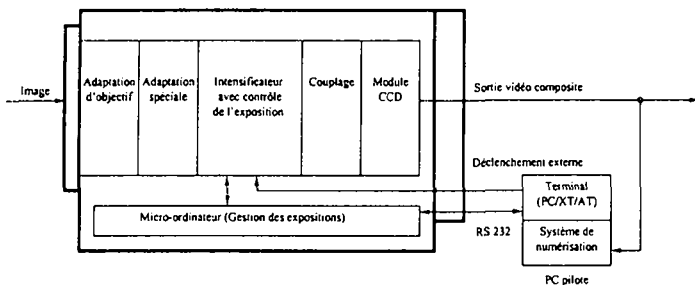 Image
Adaptation
d'objectif
Adaptation
spéciale
Intensificateur
avec contrôle
de l'exposition
Couplage
Module
CCD
Sortie vidéo composite
Déclenchement externe
Terminal
(PC/XT/AT)
Micro-ordinateur (Gestion des expositions)
RS 232
Système de
numérisation
PC pilote